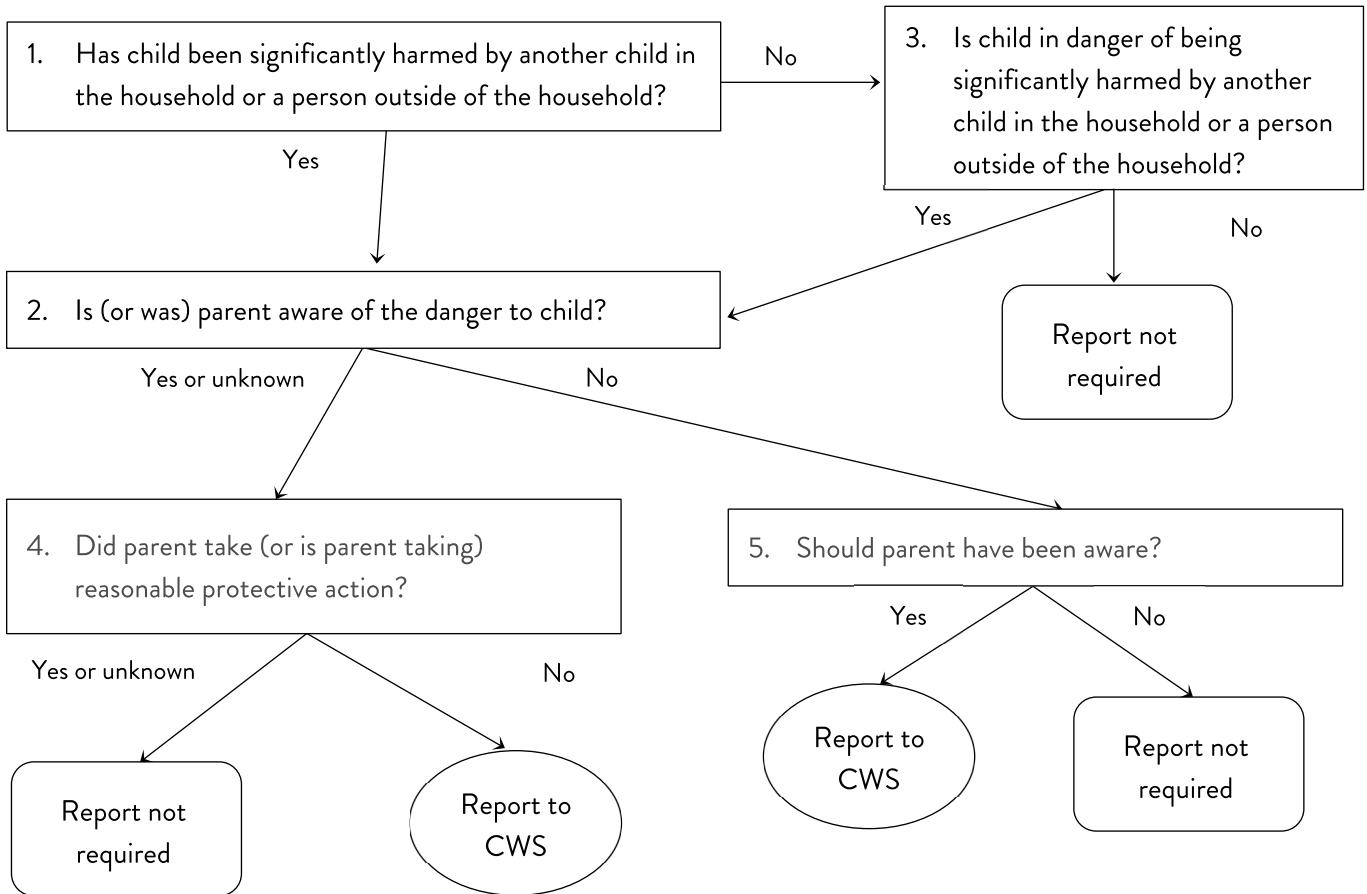 1. Has child been significantly harmed by another child in
the household or a person outside of the household?
No
3. Is child in danger of being
significantly harmed by another
child in the household or a person
outside of the household?
Yes
Yes
No
2. Is (or was) parent aware of the danger to child?
Report not
required
Yes or unknown
No
4. Did parent take (or is parent taking)
reasonable protective action?
5. Should parent have been aware?
Yes
No
Yes or unknown
No
Report to
CWS
Report not
required
Report not
required
Report to
CWS